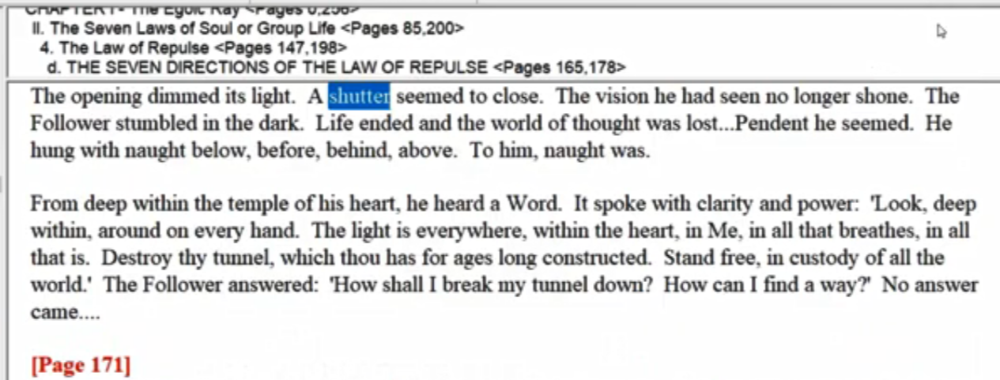 CHAPTER I - The Egoic Ray <Pages 0,256>
II. The Seven Laws of Soul or Group Life <Pages 85,200>
4. The Law of Repulse <Pages 147,198>
d. THE SEVEN DIRECTIONS OF THE LAW OF REPULSE <Pages 165,178>
The opening dimmed its light. A shutter seemed to close. The vision he had seen no longer shone. The
Follower stumbled in the dark. Life ended and the world of thought was lost...Pendent he seemed. He
hung with naught below, before, behind, above. To him, naught was.
From deep within the temple of his heart, he heard a Word. It spoke with clarity and power: 'Look, deep
within, around on every hand. The light is everywhere, within the heart, in Me, in all that breathes, in all
that is. Destroy thy tunnel, which thou has for ages long constructed. Stand free, in custody of all the
world.' The Follower answered: 'How shall I break my tunnel down? How can I find a way?' No answer
came....
[Page 171]